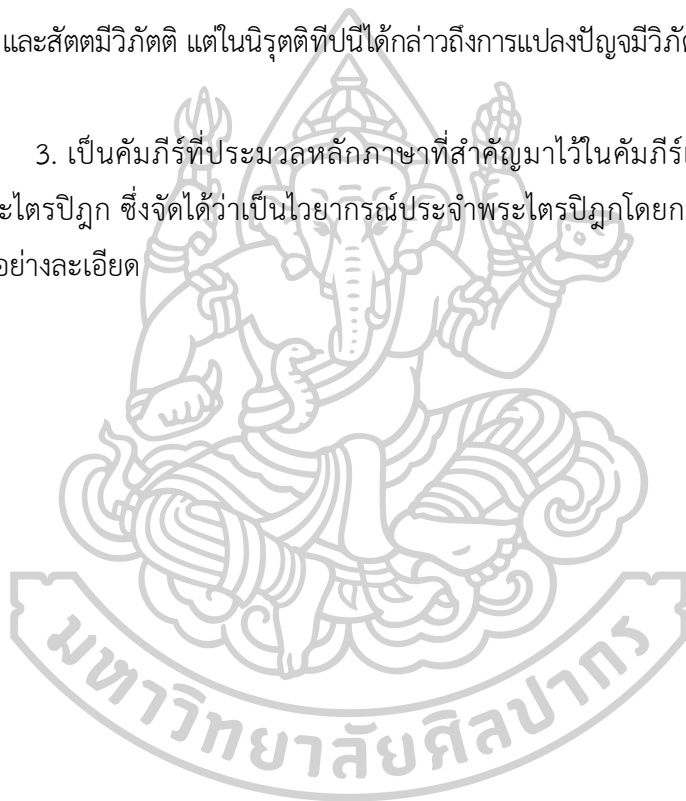 และสัตตมีวิภัตติ แต่ในนิรุตติทีปนีได้กล่าวถึงการแปลงปัญจมีวิภัต
3. เป็นคัมภีร์ที่ประมวลหลักภาษาที่สำคัญมาไว้ในคัมภีร์เ
ะไตรปิฎก ซึ่งจัดได้ว่าเป็นไวยากรณ์ประจำพระไตรปิฎกโดยก
อย่างละเอียด
มหาวิทยาลัยศิลปากร